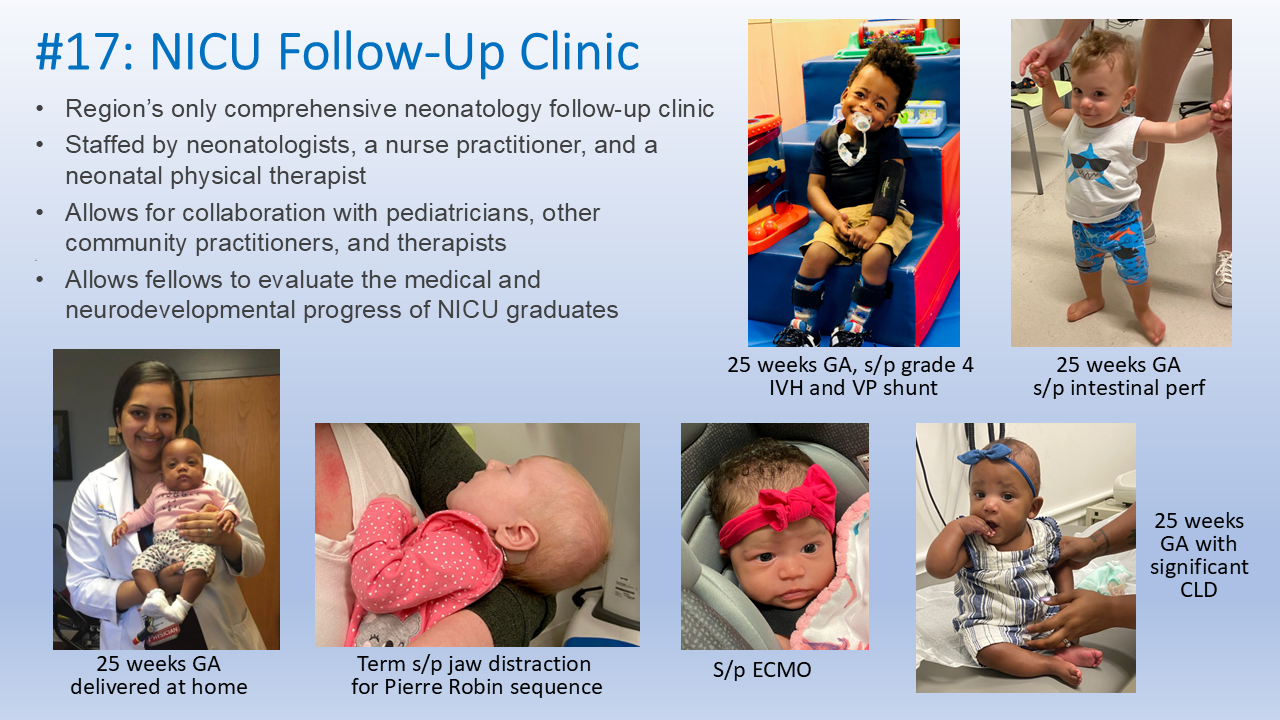 #17: NICU Follow-Up Clinic
• Region’s only comprehensive neonatology follow-up clinic
• Staffed by neonatologists, a nurse practitioner, and a
neonatal physical therapist
• Allows for collaboration with pediatricians, other
community practitioners, and therapists
• Allows fellows to evaluate the medical and
neurodevelopmental progress of NICU graduates
25 weeks GA, s/p grade 4
IVH and VP shunt
25 weeks GA
s/p intestinal perf
PHYSICIAN
25 weeks GA
delivered at home
Term s/p jaw distraction
for Pierre Robin sequence
S/p ECMO
25 weeks
GA with
significant
CLD